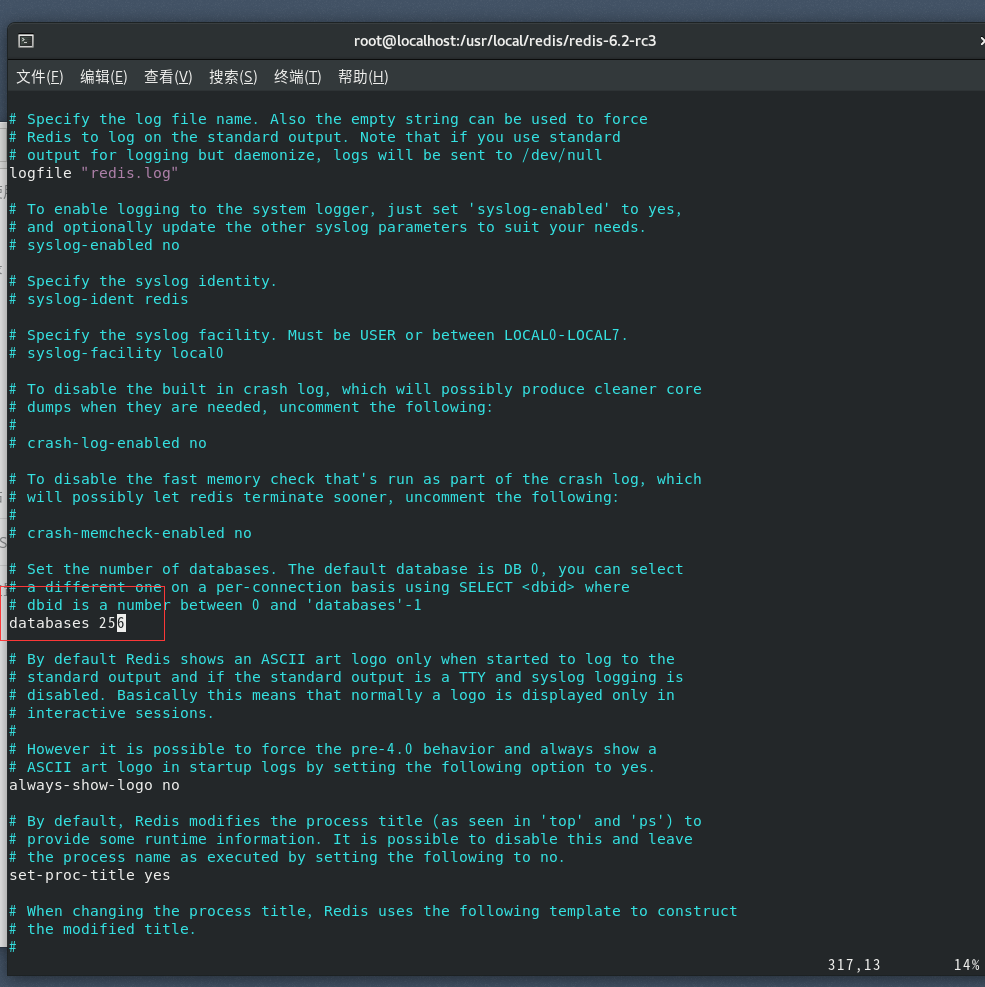 root@localhost:/usr/local/redis/redis-6.2-rc3
文件(F) 编辑(E) 查看(V) 搜索(S) 终端(T) 帮助(H)
# Specify the log file name. Also the empty string can be used to force
# Redis to log on the standard output. Note that if you use standard
# output for logging but daemonize, logs will be sent to /dev/null
logfile "redis.log"
# To enable logging to the system logger, just set 'syslog-enabled' to yes,
# and optionally update the other syslog parameters to suit your needs.
# syslog-enabled no
# Specify the syslog identity.
# syslog-ident redis
# Specify the syslog facility. Must be USER or between LOCAL0-LOCAL7.
# syslog-facility local0
# To disable the built in crash log, which will possibly produce cleaner core
# dumps when they are needed, uncomment the following:
#
# crash-log-enabled no
# To disable the fast memory check that's run as part of the crash log, which
# will possibly let redis terminate sooner, uncomment the following:
#
# crash-memcheck-enabled no
# Set the number of databases. The default database is DB 0, you can select
# a different one on a per-connection basis using SELECT <dbid> where
# dbid is a number between 0 and 'databases'-1
databases 256
# By default Redis shows an ASCII art logo only when started to log to the
# standard output and if the standard output is a TTY and syslog logging is
# disabled. Basically this means that normally a logo is displayed only in
# interactive sessions.
#
# However it is possible to force the pre-4.0 behavior and always show a
# ASCII art logo in startup logs by setting the following option to yes.
always-show-logo no
# By default, Redis modifies the process title (as seen in 'top' and 'ps') to
# provide some runtime information. It is possible to disable this and leave
# the process name as executed by setting the following to no.
set-proc-title yes
# When changing the process title, Redis uses the following template to construct
# the modified title.
#
317,13 14%